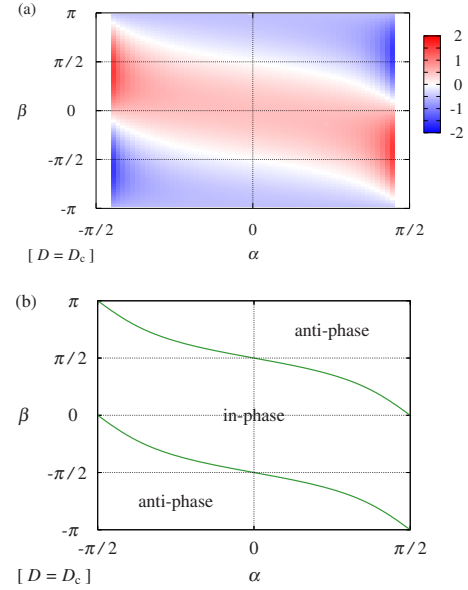 (a)
π
π/2
β 0
-π/2
-π
-π/2 0 π/2
[ D = Dc ] α
2
1
0
-1
-2
(b)
π
anti-phase
π/2
β 0 in-phase
-π/2
anti-phase
-π
-π/2 0 π/2
[ D = Dc ] α